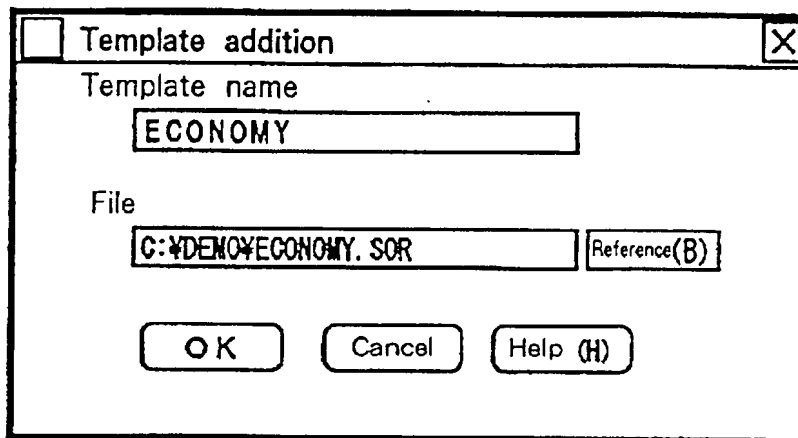 Template addition
Template name
ECONOMY
File
C:¥DEMO¥ECONOMY.SOR Reference(B)
OK Cancel Help (H)